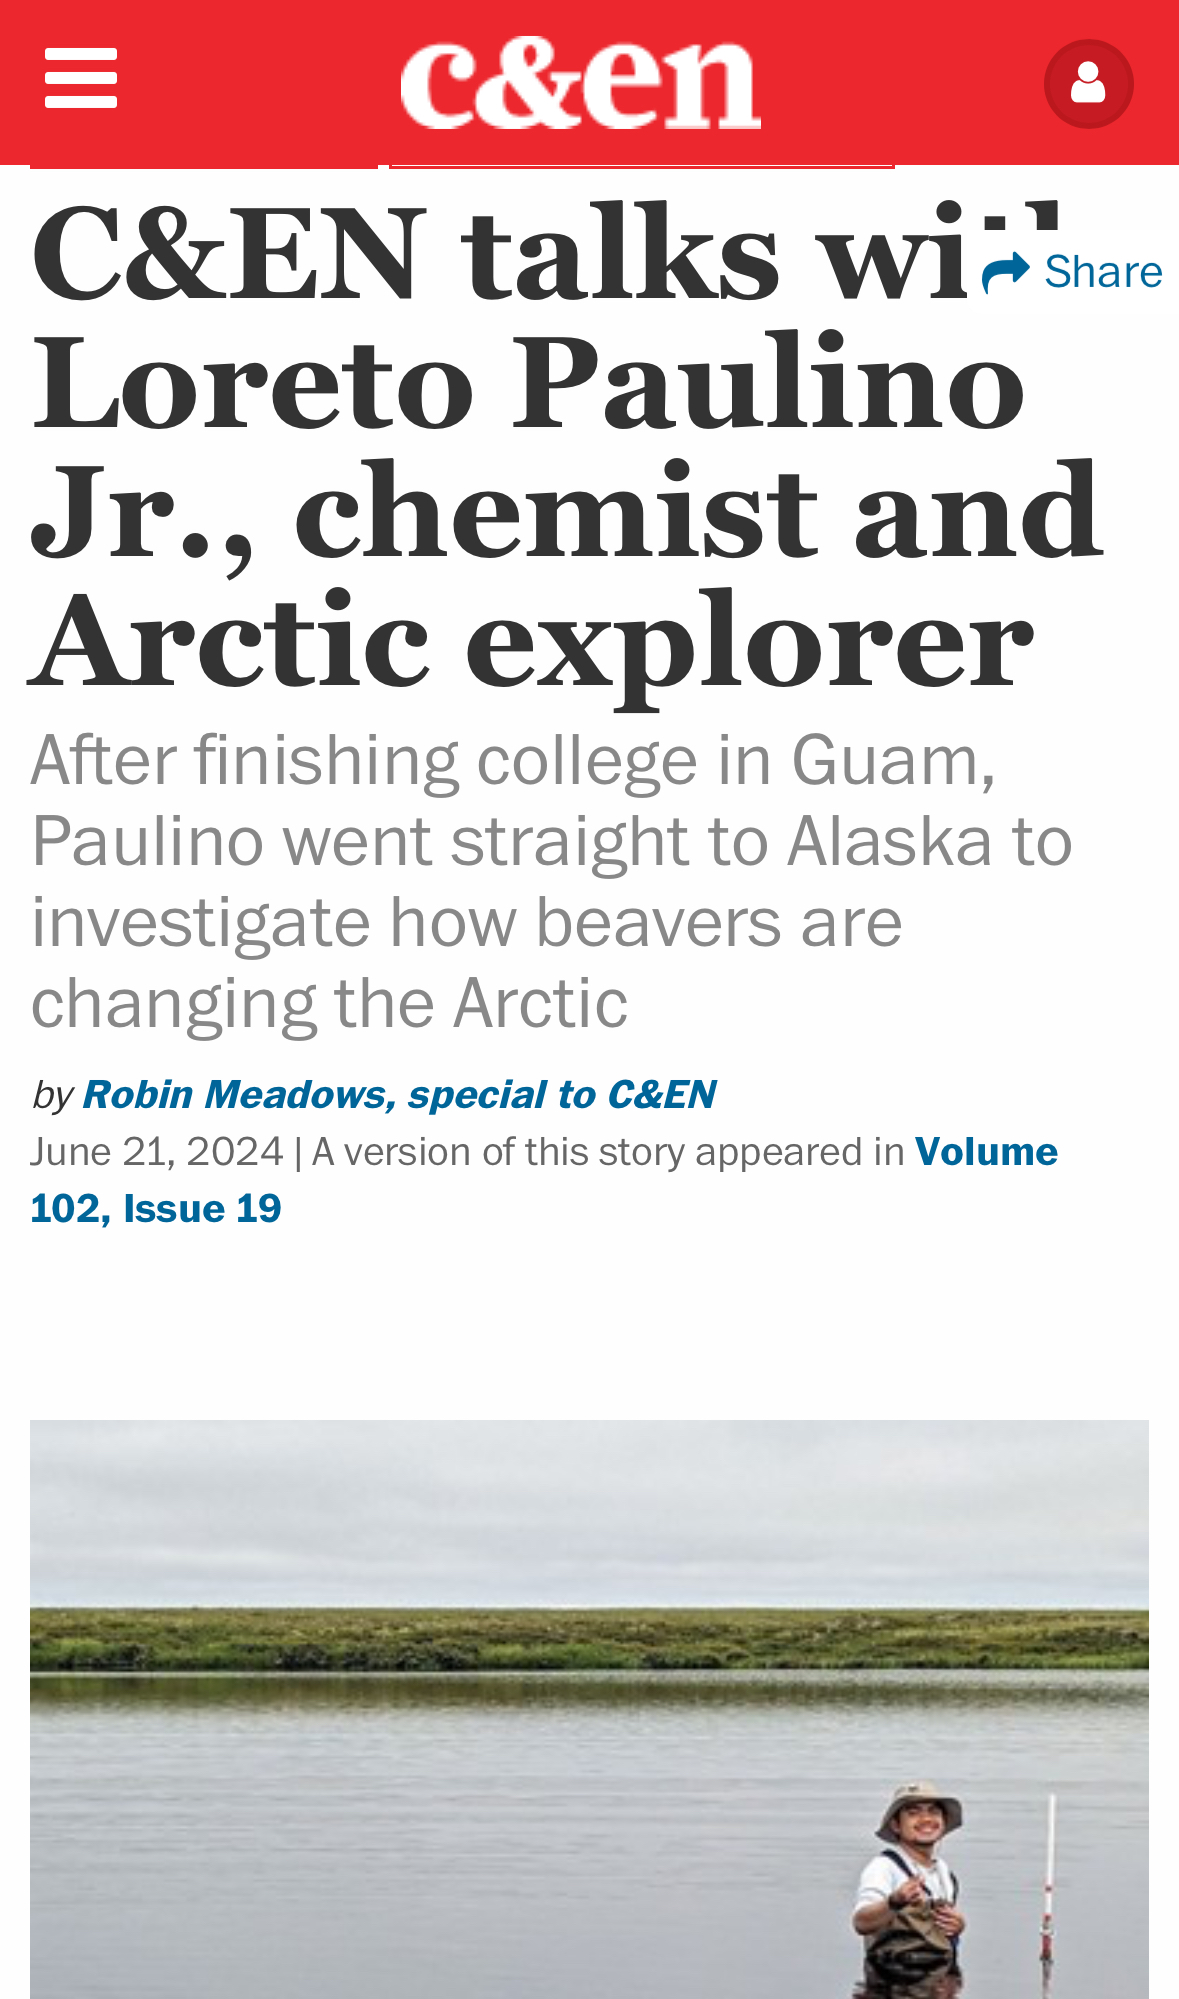 c&en
C&EN talks with
Share
Loreto Paulino
Jr., chemist and
Arctic explorer
After finishing college in Guam,
Paulino went straight to Alaska to
investigate how beavers are
changing the Arctic
by Robin Meadows, special to C&EN
June 21, 2024 | A version of this story appeared in Volume
102, Issue 19